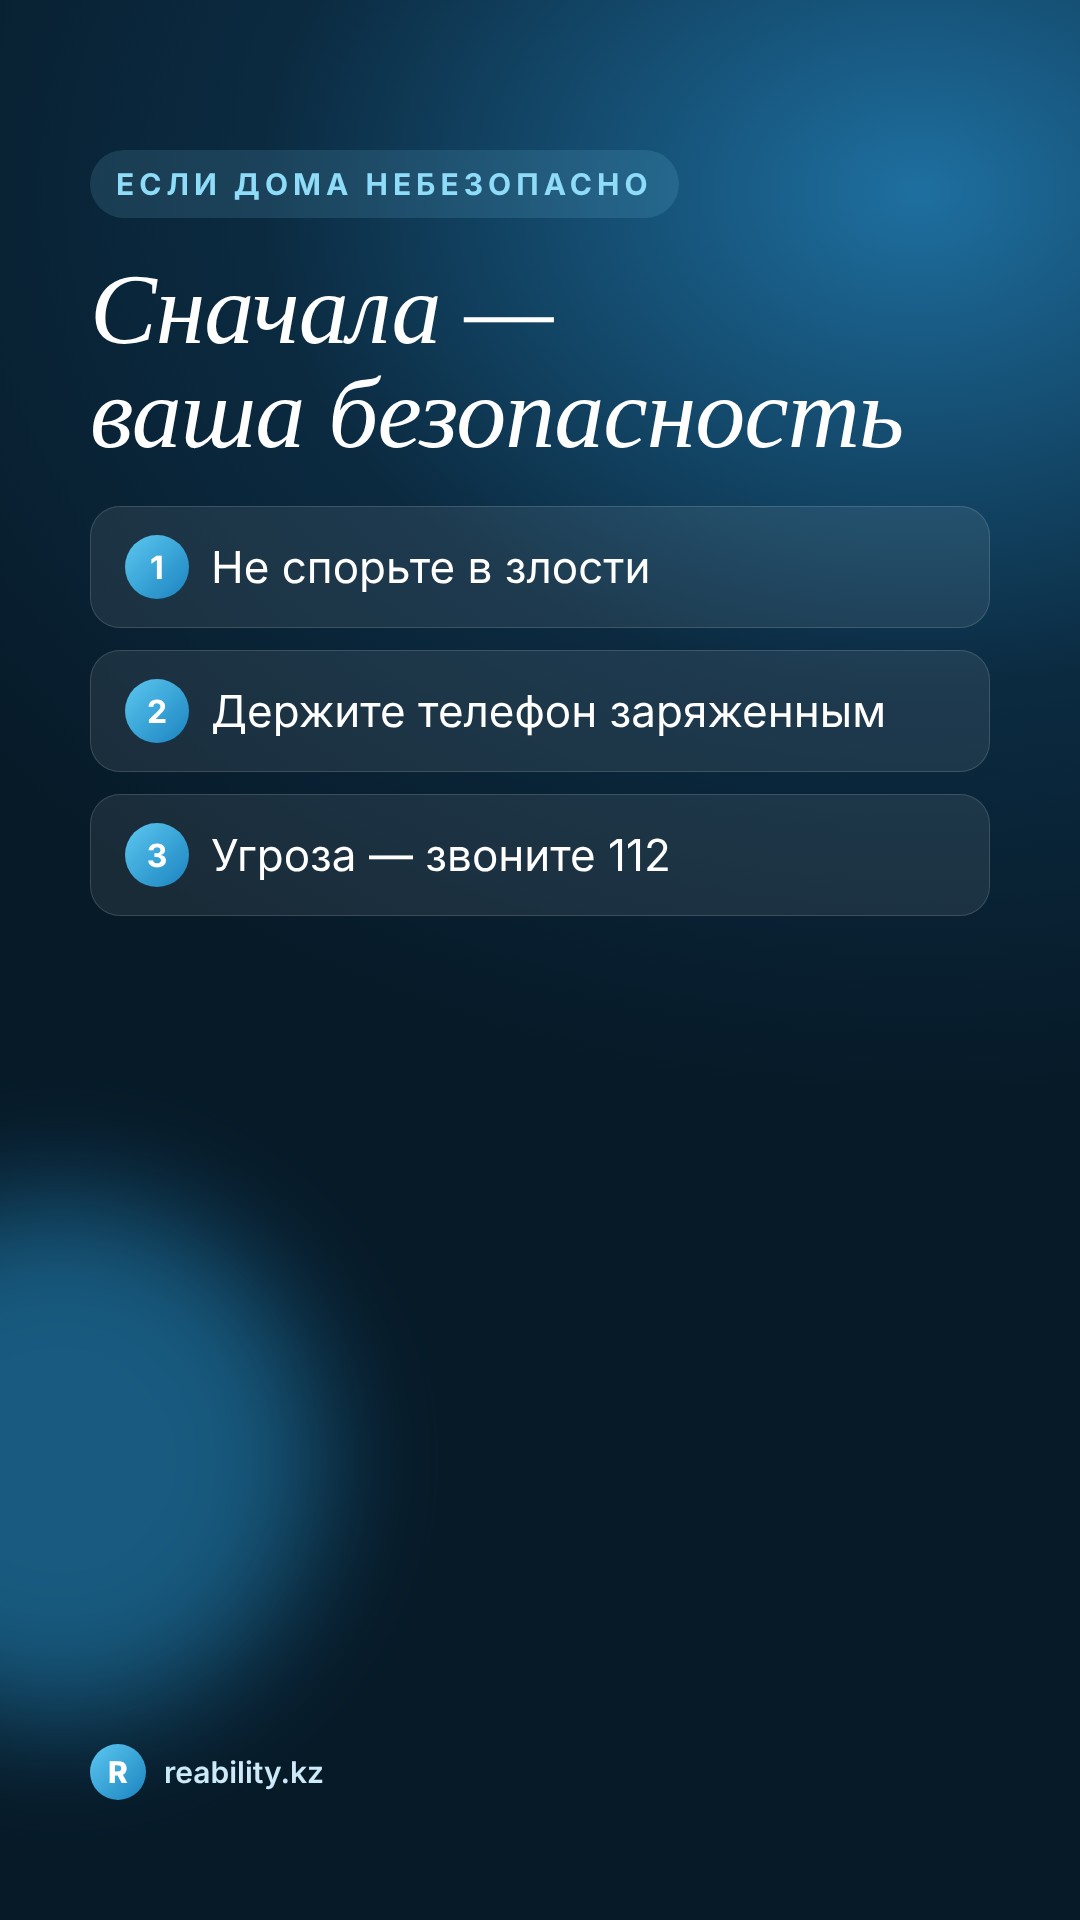 ЕСЛИ ДОМА НЕБЕЗОПАСНО
Сначала —
ваша безопасность
1 Не спорьте в злости
2 Держите телефон заряженным
3 Угроза — звоните 112
R reability.kz